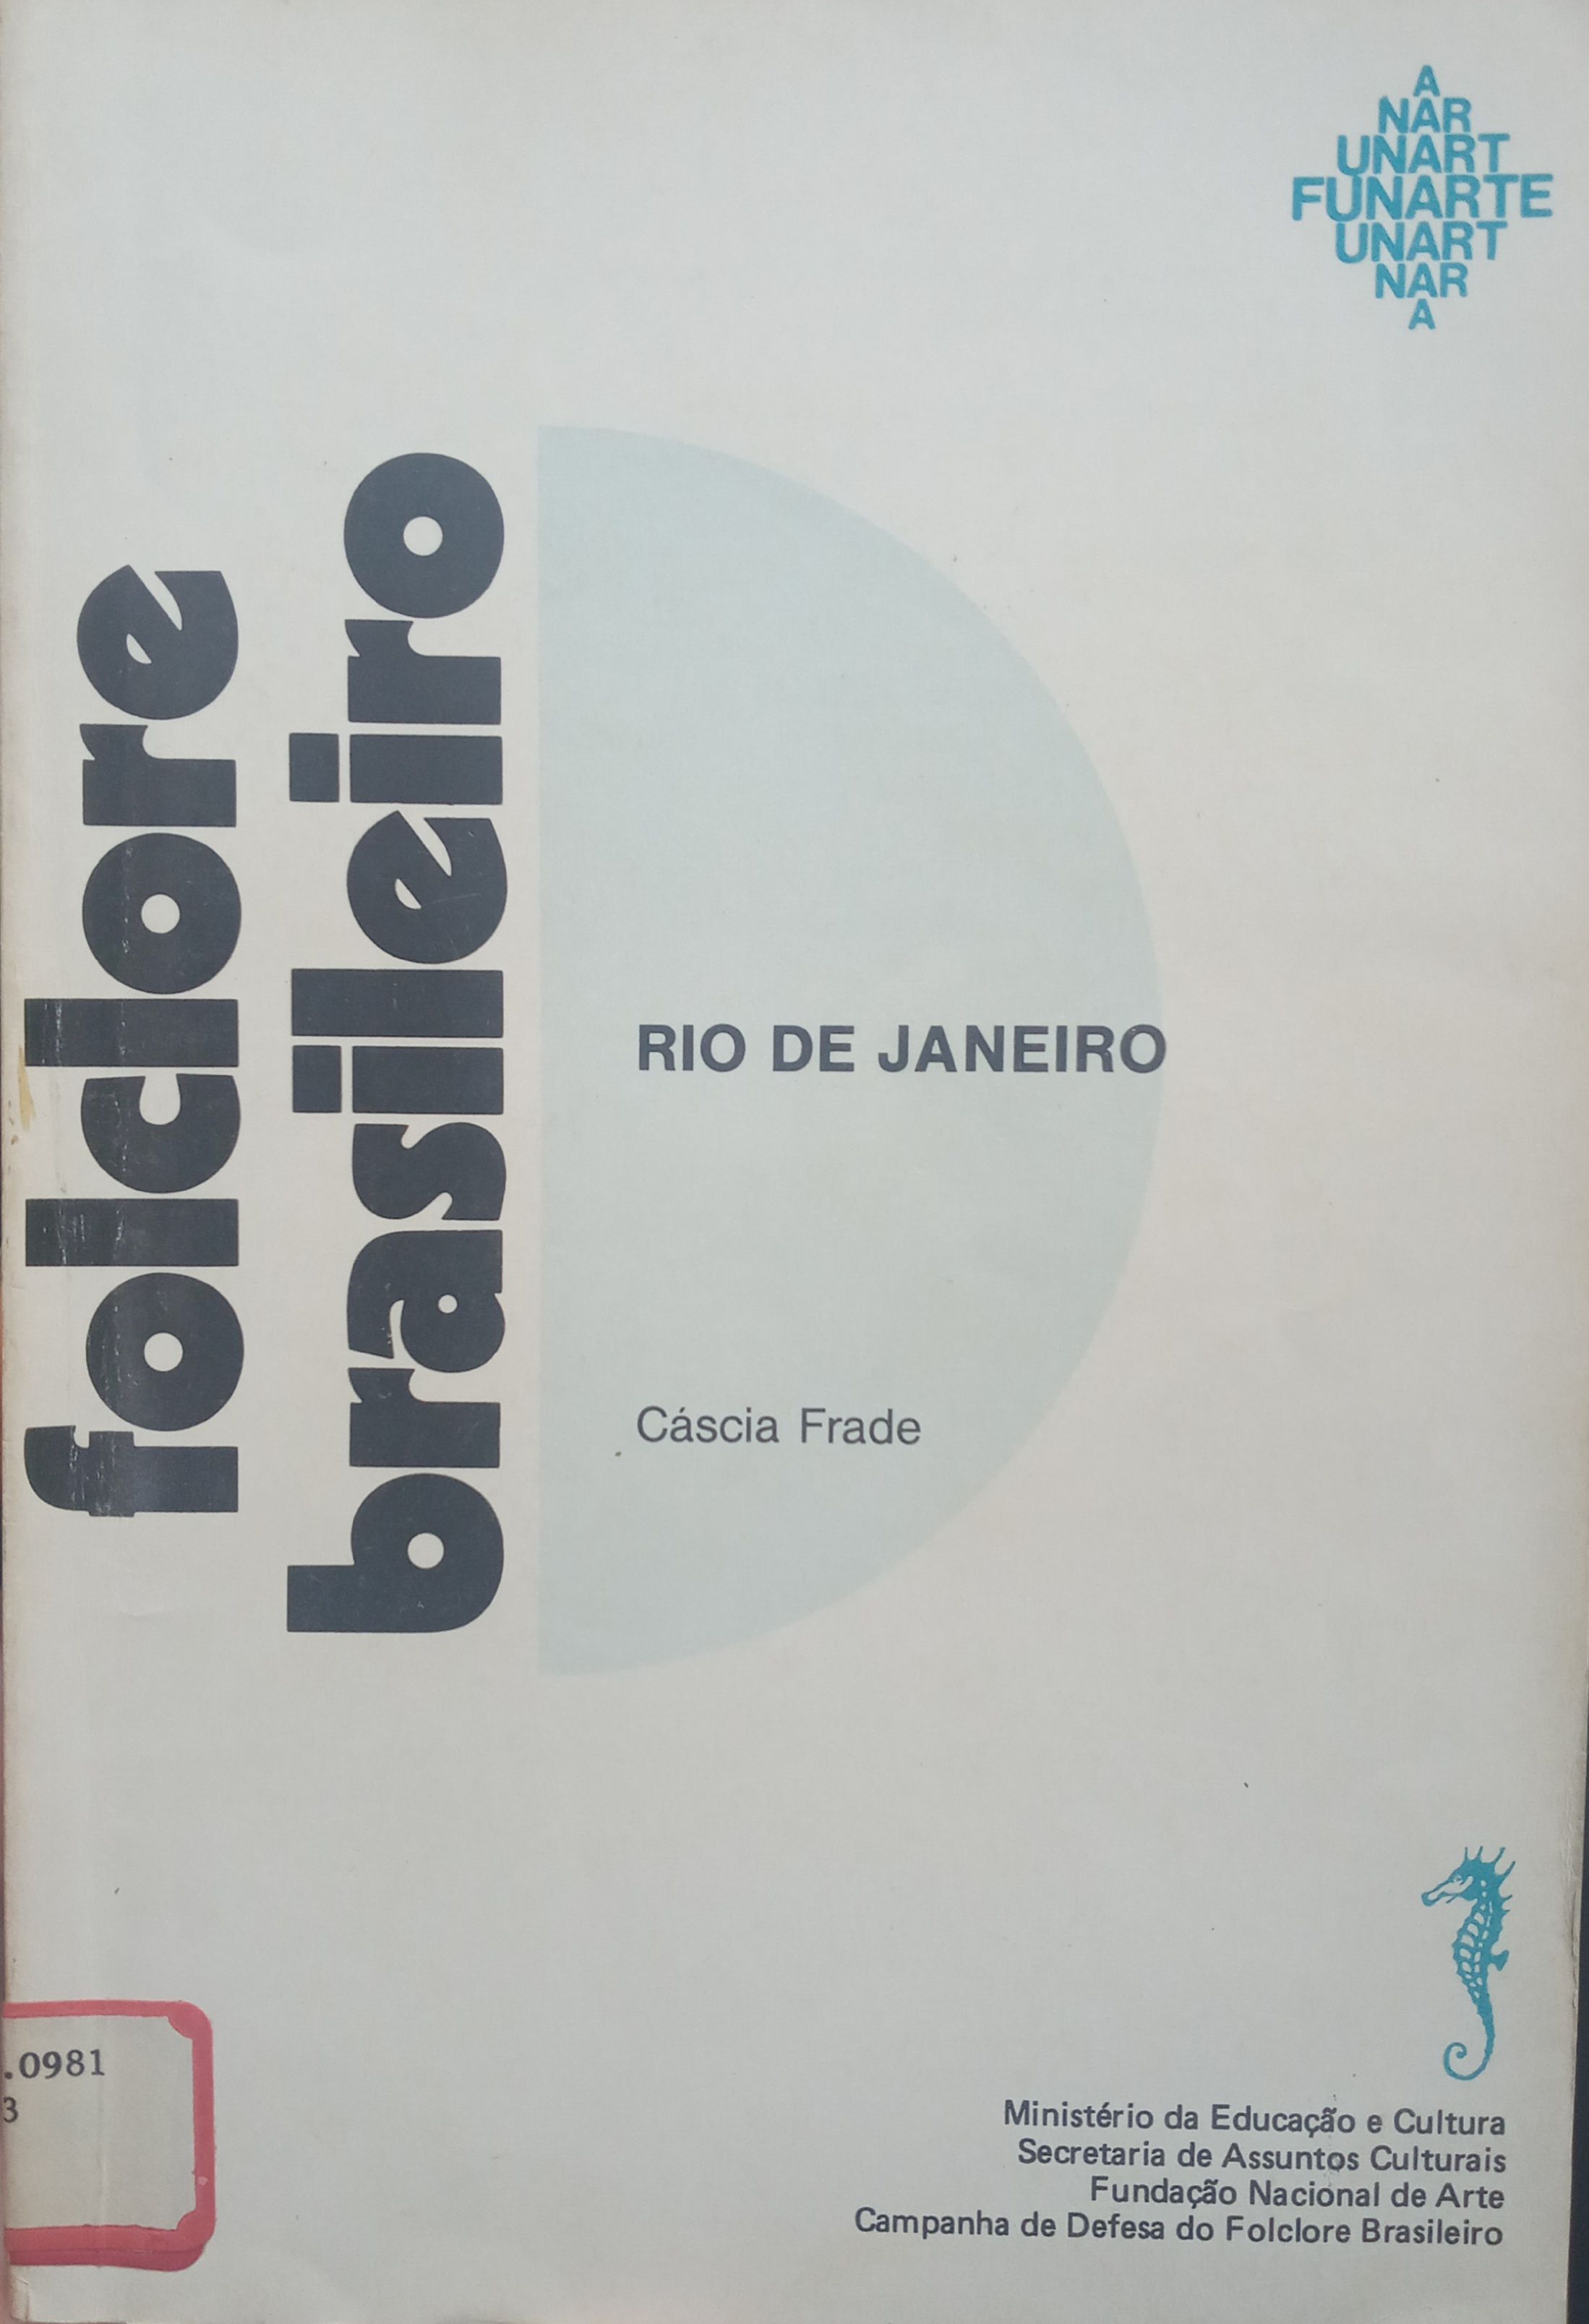 A
NAR
UNART
FUNARTE
UNART
NAR
A
folclore
brasileiro
RIO DE JANEIRO
Cáscia Frade
.0981
3
Ministério da Educação e Cultura
Secretaria de Assuntos Culturais
Fundação Nacional de Arte
Campanha de Defesa do Folclore Brasileiro